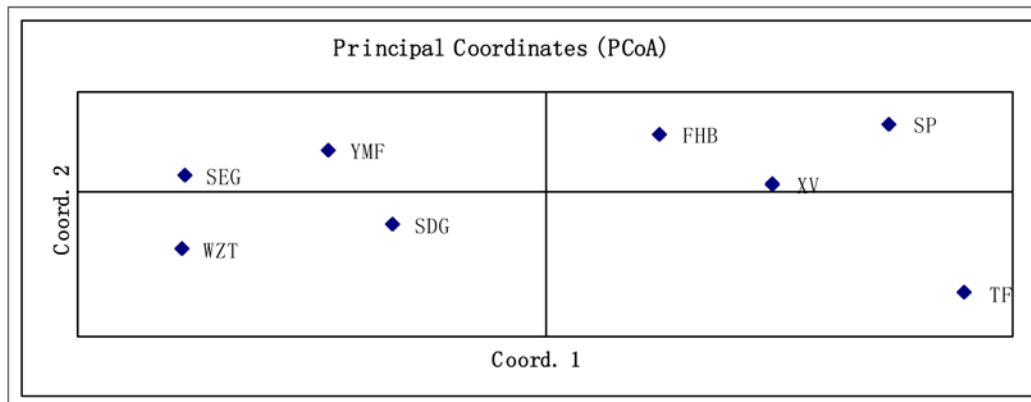 Principal Coordinates (PCoA)
Coord. 2
SP
FHB
YMF
SEG
XV
SDG
WZT
TF
Coord. 1